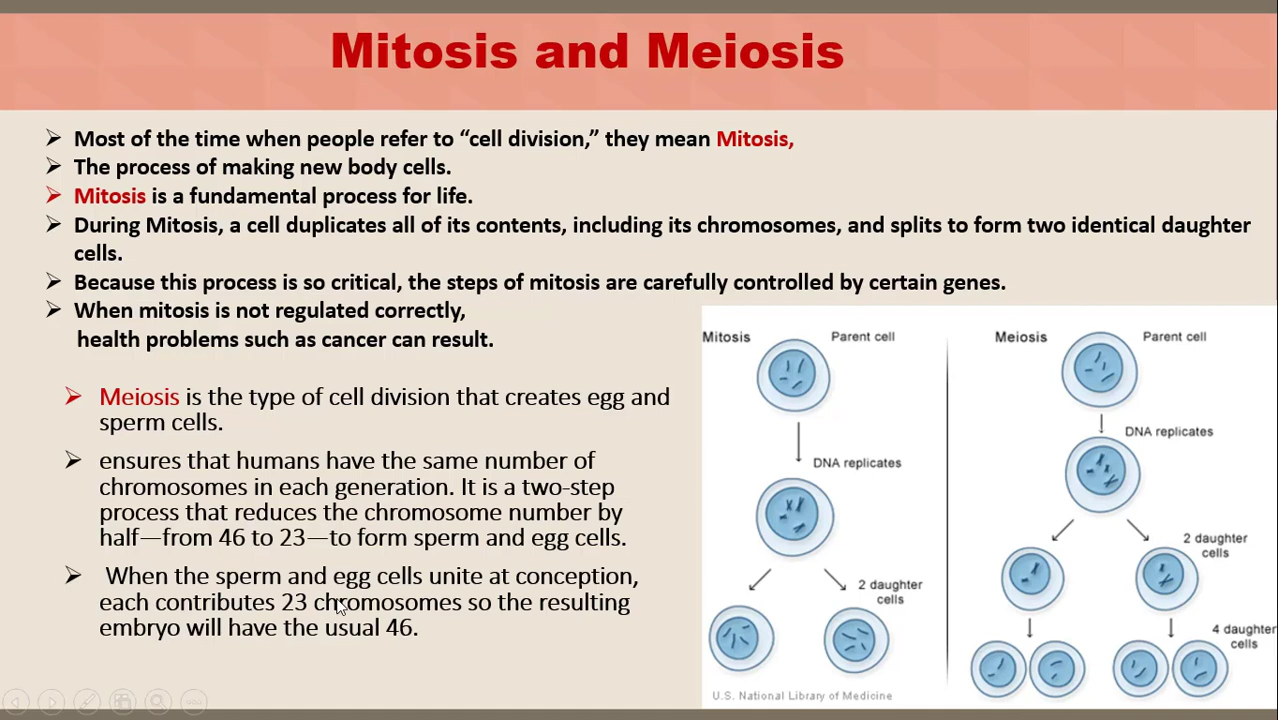 Mitosis and Meiosis
Most of the time when people refer to “cell division,” they mean Mitosis,
The process of making new body cells.
Mitosis is a fundamental process for life.
During Mitosis, a cell duplicates all of its contents, including its chromosomes, and splits to form two identical daughter
cells.
Because this process is so critical, the steps of mitosis are carefully controlled by certain genes.
When mitosis is not regulated correctly,
health problems such as cancer can result.
Meiosis is the type of cell division that creates egg and
sperm cells.
ensures that humans have the same number of
chromosomes in each generation. It is a two-step
process that reduces the chromosome number by
half—from 46 to 23—to form sperm and egg cells.
When the sperm and egg cells unite at conception,
each contributes 23 chromosomes so the resulting
embryo will have the usual 46.
Mitosis
Parent cell
DNA replicates
2 daughter
cells
U.S. National Library of Medicine
Meiosis
Parent cell
DNA replicates
2 daughter
cells
4 daughter
cells